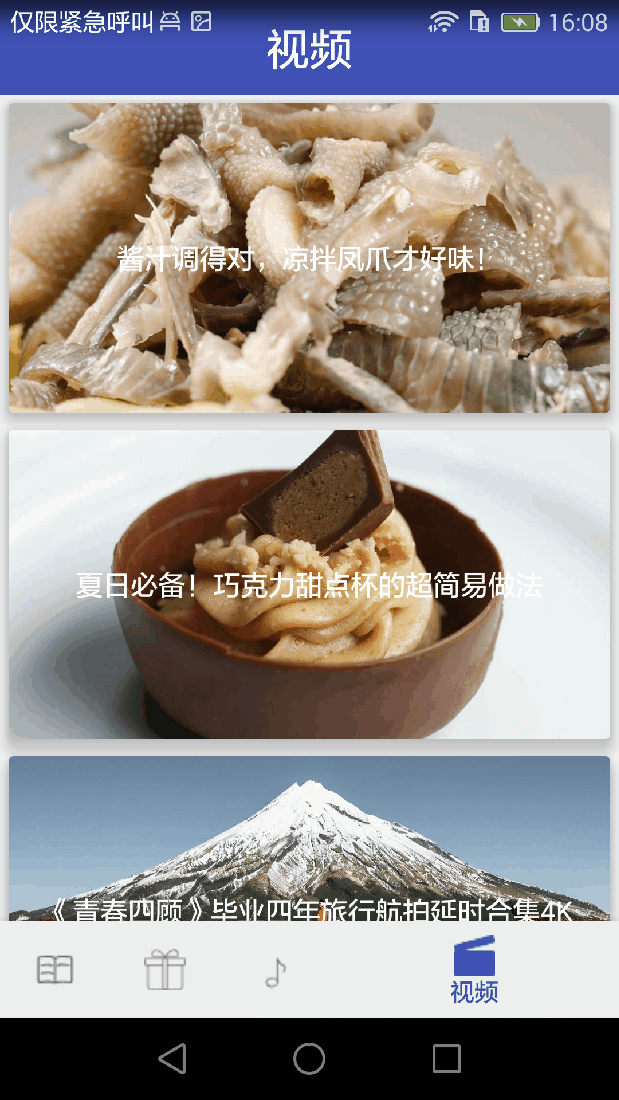 仅限紧急呼叫 16:08
视频
酱汁调得对，凉拌凤爪才好味！
夏日必备！巧克力甜点杯的超简易做法
《青春四顾》毕业四年旅行航拍延时合集4K
视频